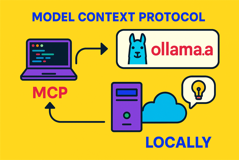 MODEL CONTEXT PROTOCOL
ollama.a
MCP
LOCALLY